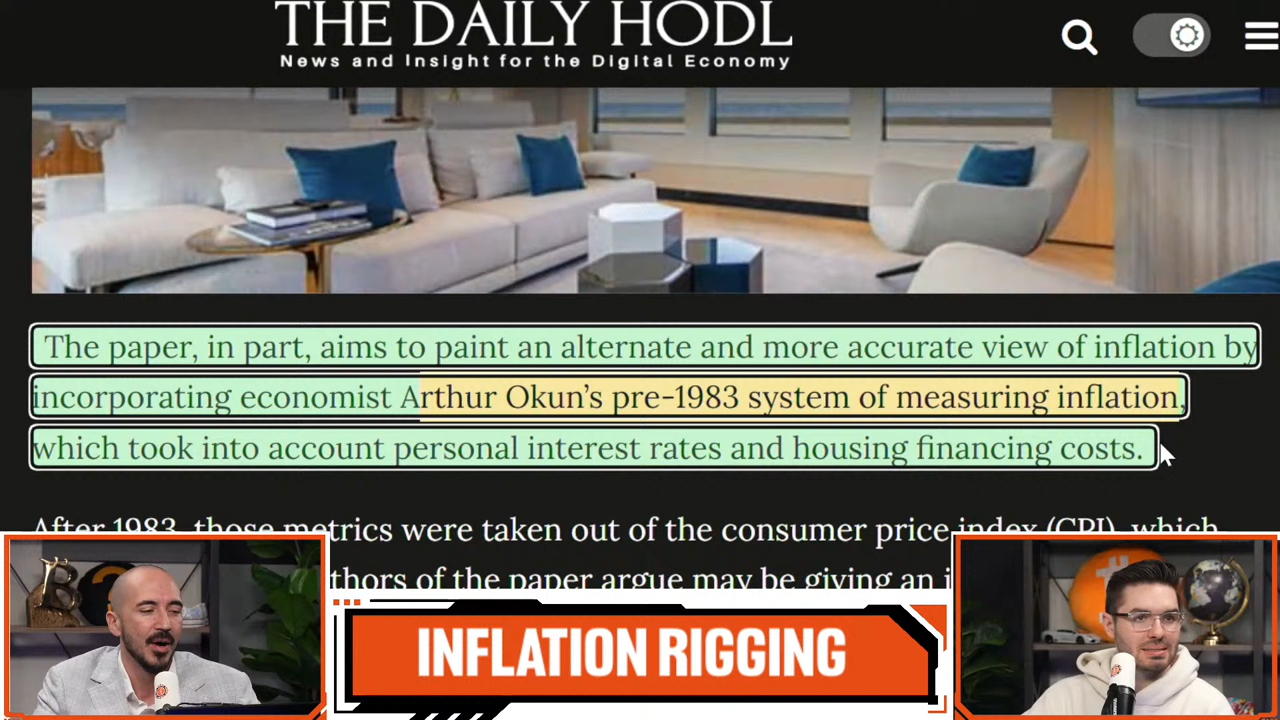 THE DAILY HODL
News and Insight for the Digital Economy
The paper, in part, aims to paint an alternate and more accurate view of inflation by
incorporating economist Arthur Okun’s pre-1983 system of measuring inflation,
which took into account personal interest rates and housing financing costs.
After 1983, those metrics were taken out of the consumer price index (CPI), which
thors of the paper argue may be giving an i
INFLATION RIGGING